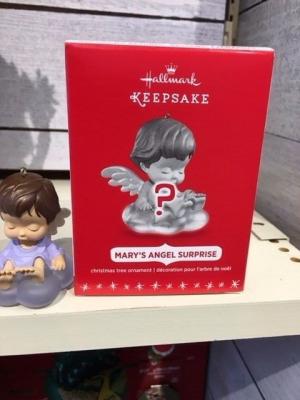 Hallmark
KEEPSAKE
?
MARY'S ANGEL SURPRISE
christmas tree ornament | décoration pour l'arbre de noël